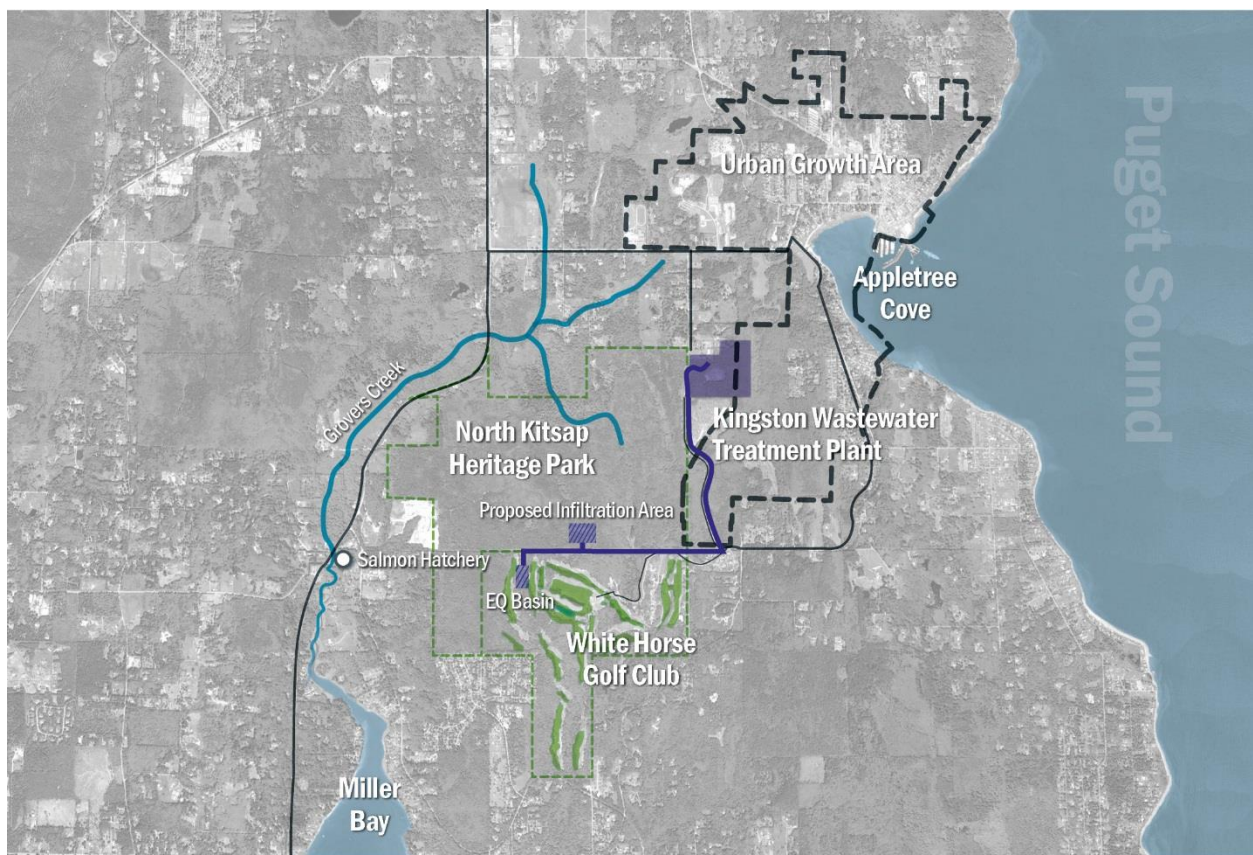 Puget Sound
Urban Growth Area
Appletree
Cove
Grovers Creek
Kingston Wastewater
Treatment Plant
North Kitsap
Heritage Park
Proposed Infiltration Area
Salmon Hatchery
EQ Basin
White Horse
Golf Club
Miller
Bay